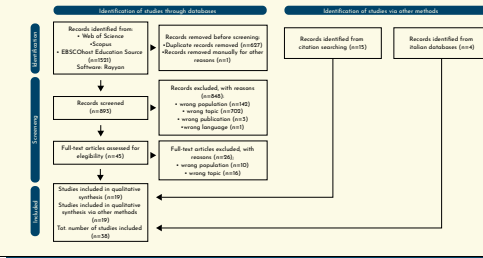 Identification of studies through databases
Identification of studies via other methods
Identification
Records identified from:
• Web of Science
•Scopus
• EBSCOhost Education Source
(n=1521)
Software: Rayyan
Records removed before screening:
•Duplicate records removed (n=627)
•Records removed manually for other
reasons (n=1)
Records identified from
citation searching (n=15)
Records identified from
italian databases (n=4)
Screening
Records screened
(n=893)
Records excluded, with reasons
(n=848):
• wrong population (n=142)
• wrong topic (n=702)
• wrong publication (n=3)
•wrong language (n=1)
Full-text articles assessed for
elegibility (n=45)
Full-text articles excluded, with
reasons (n=26):
• wrong population (n=10)
• wrong topic (n=16)
Included
Studies included in qualitative
synthesis (n=19)
Studies included in qualitative
synthesis via other methods
(n=19)
Tot. number of studies included
(n=38)